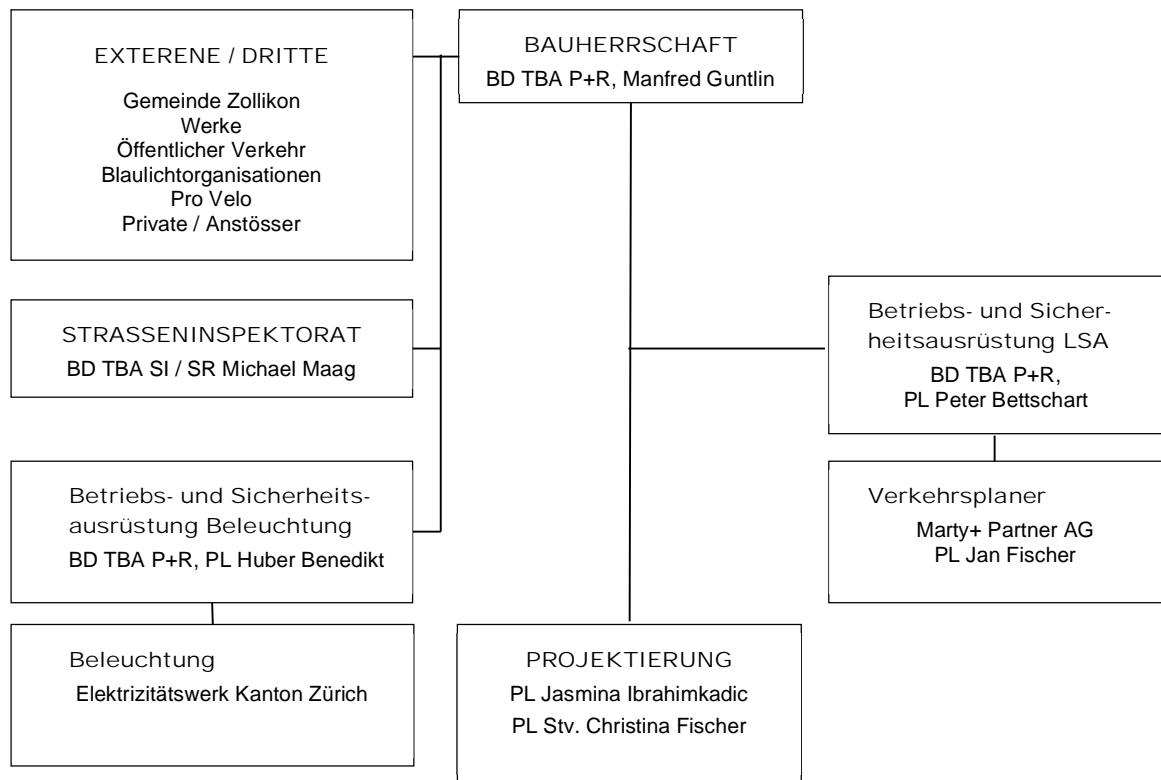 EXTERENE / DRITTE
Gemeinde Zollikon
Werke
Öffentlicher Verkehr
Blaulichtorganisationen
Pro Velo
Private / Anstösser
BAUHERRSCHAFT
BD TBA P+R, Manfred Guntlin
STRASSENINSPEKTORAT
BD TBA SI / SR Michael Maag
Betriebs- und Sicher-
heitsausrüstung LSA
BD TBA P+R,
PL Peter Bettschart
Betriebs- und Sicherheits-
ausrüstung Beleuchtung
BD TBA P+R, PL Huber Benedikt
Verkehrsplaner
Marty+ Partner AG
PL Jan Fischer
Beleuchtung
Elektrizitätswerk Kanton Zürich
PROJEKTIERUNG
PL Jasmina Ibrahimkadic
PL Stv. Christina Fischer